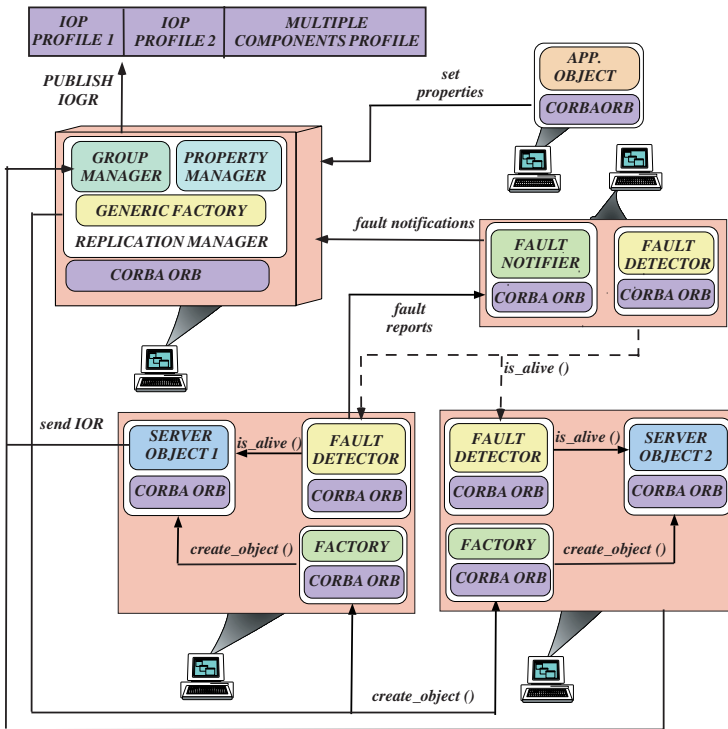 IOP
PROFILE 1
IOP
PROFILE 2
MULTIPLE
COMPONENTS PROFILE
PUBLISH
IOGR
set
properties
APP.
OBJECT
CORBAORB
GROUP
MANAGER
PROPERTY
MANAGER
GENERIC FACTORY
REPLICATION MANAGER
CORBA ORB
fault notifications
FAULT
NOTIFIER
CORBA ORB
FAULT
DETECTOR
CORBA ORB
fault
reports
is_alive ()
send IOR
SERVER
OBJECT 1
CORBA ORB
is_alive ()
FAULT
DETECTOR
CORBA ORB
create_object ()
FACTORY
CORBA ORB
FAULT
DETECTOR
CORBA ORB
is_alive ()
SERVER
OBJECT 2
CORBA ORB
FACTORY
CORBA ORB
create_object ()
create_object ()